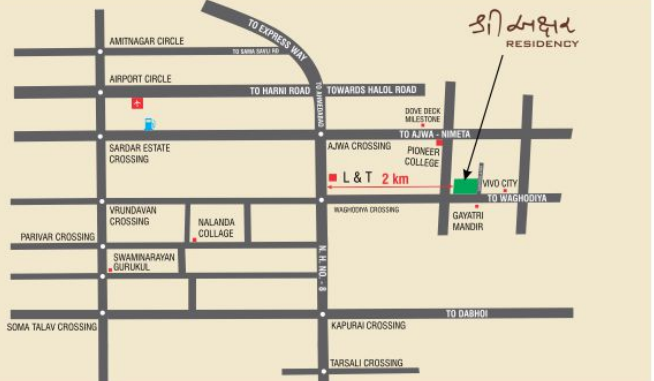 શ્રી અક્ષર
RESIDENCY
TO EXPRESS WAY
AMITNAGAR CIRCLE
TO SAMA SAVLI RD
AIRPORT CIRCLE
TO HARNI ROAD
TO AHMEDABAD
TOWARDS HALOL ROAD
DOVE DECK
MILESTONE
TO AJWA - NIMETA
SARDAR ESTATE
CROSSING
AJWA CROSSING
PIONEER
COLLEGE
L & T 2 km
VIVO CITY
TO WAGHODIYA
VRUNDAVAN
CROSSING
WAGHODIYA CROSSING
GAYATRI
MANDIR
NALANDA
COLLAGE
PARIVAR CROSSING
SWAMINARAYAN
GURUKUL
N. H. NO. - 8
TO DABHOI
SOMA TALAV CROSSING
KAPURAI CROSSING
TARSALI CROSSING